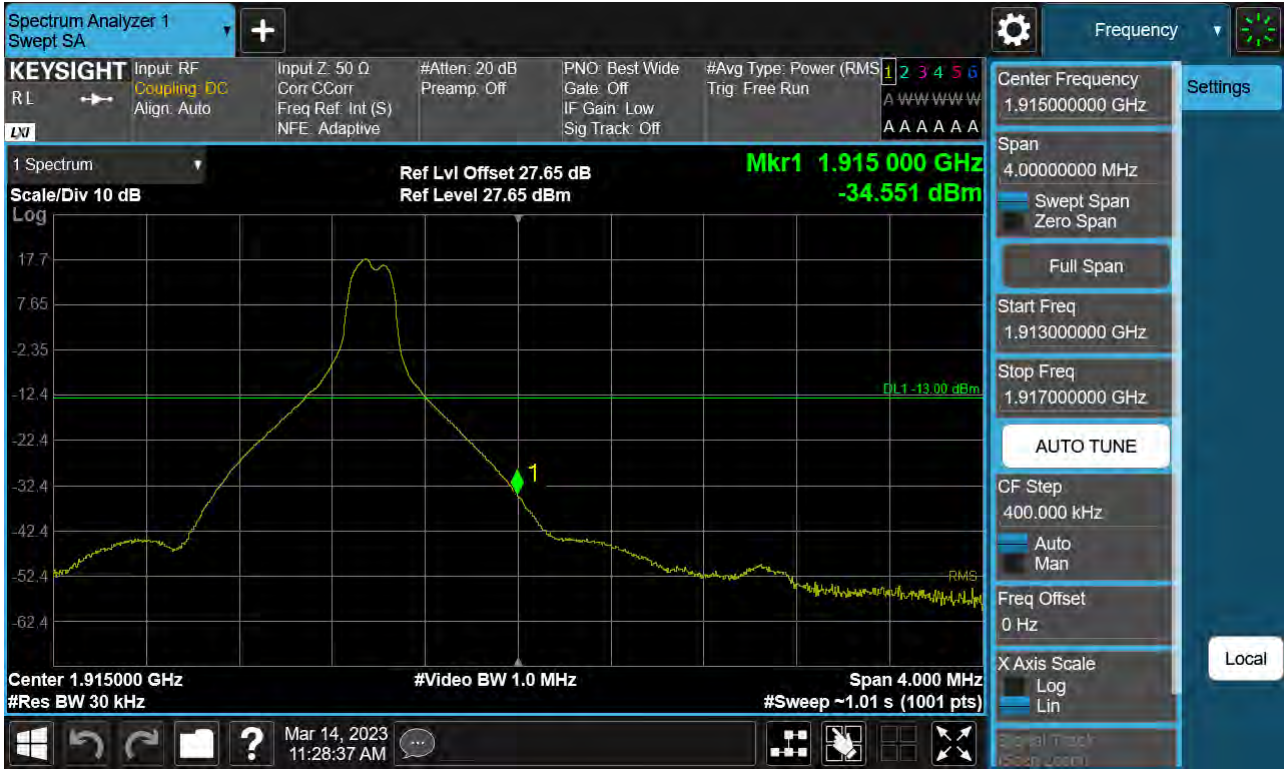 Spectrum Analyzer 1
Swept SA
+
Frequency
KEYSIGHT
RL
LXI
Input: RF
Coupling: DC
Align: Auto
Input Z: 50 Ω
Corr CCorr
Freq Ref: Int (S)
NFE: Adaptive
#Atten: 20 dB
Preamp: Off
PNO: Best Wide
Gate: Off
IF Gain: Low
Sig Track: Off
#Avg Type: Power (RMS
Trig: Free Run
1 2 3 4 5 6
A W W W W W
A A A A A A
1 Spectrum
Scale/Div 10 dB
Ref Lvl Offset 27.65 dB
Ref Level 27.65 dBm
Mkr1 1.915 000 GHz
-34.551 dBm
Log
17.7
7.65
-2.35
-12.4
-22.4
-32.4
-42.4
-52.4
-62.4
DL1 -13.00 dBm
1
RMS
Center 1.915000 GHz
#Res BW 30 kHz
#Video BW 1.0 MHz
Span 4.000 MHz
#Sweep ~1.01 s (1001 pts)
Center Frequency
1.915000000 GHz
Span
4.00000000 MHz
Swept Span
Zero Span
Full Span
Start Freq
1.913000000 GHz
Stop Freq
1.917000000 GHz
AUTO TUNE
CF Step
400.000 kHz
Auto
Man
Freq Offset
0 Hz
X Axis Scale
Log
Lin
Signal Track
(Span Zoom)
Settings
Local
?
Mar 14, 2023
11:28:37 AM